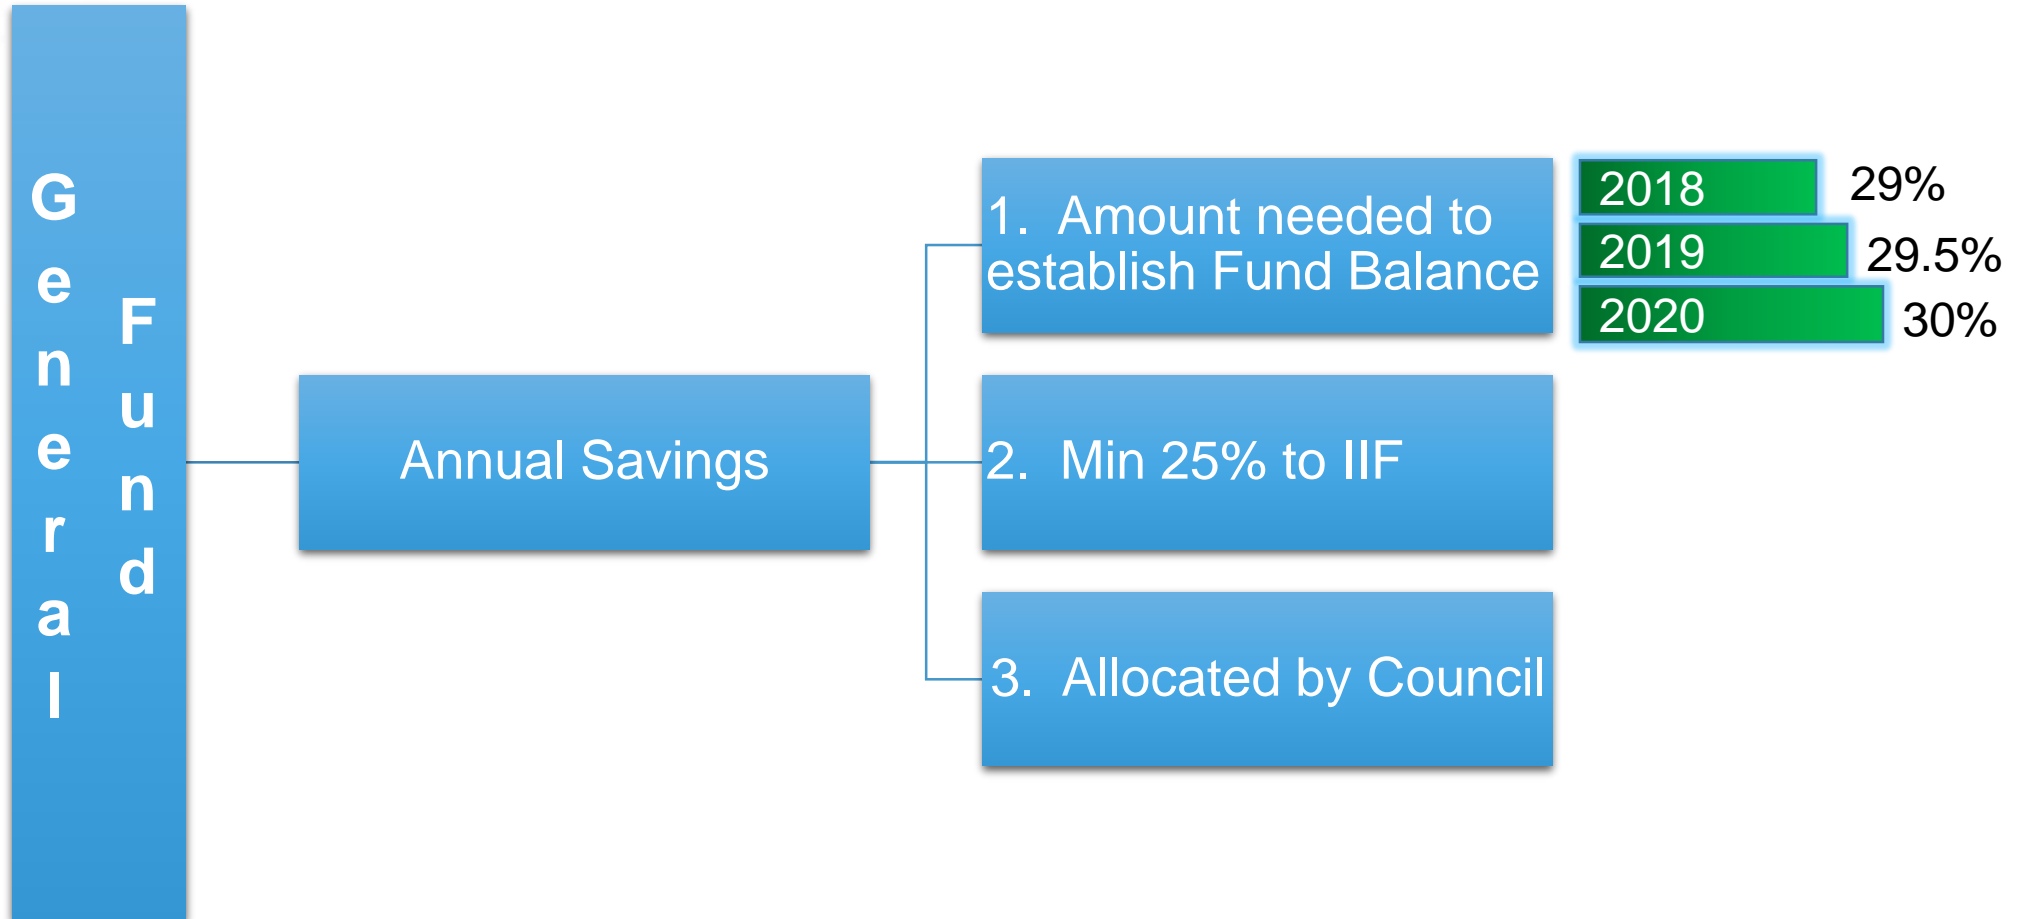 General
Fund
Annual Savings
1. Amount needed to
establish Fund Balance
2018
29%
2019
29.5%
2020
30%
2. Min 25% to IIF
3. Allocated by Council